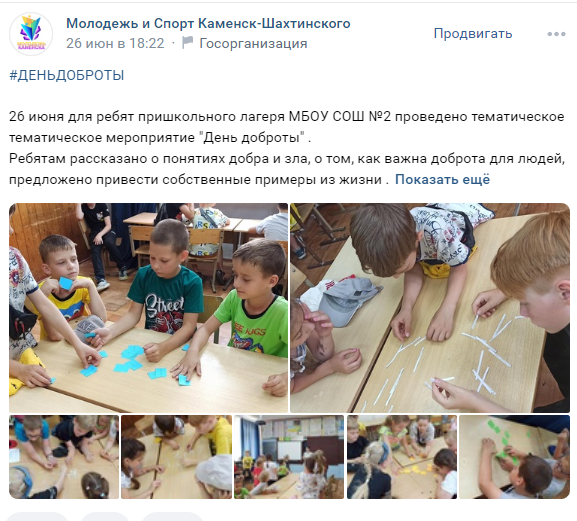 Молодежь и Спорт Каменск-Шахтинского
26 июн в 18:22 · Госорганизация
Продвигать
#ДЕНЬДОБРОТЫ
26 июня для ребят пришкольного лагеря МБОУ СОШ №2 проведено тематическое
тематическое мероприятие "День доброты" .
Ребятам рассказано о понятиях добра и зла, о том, как важна доброта для людей,
предложено привести собственные примеры из жизни . Показать ещё
Street